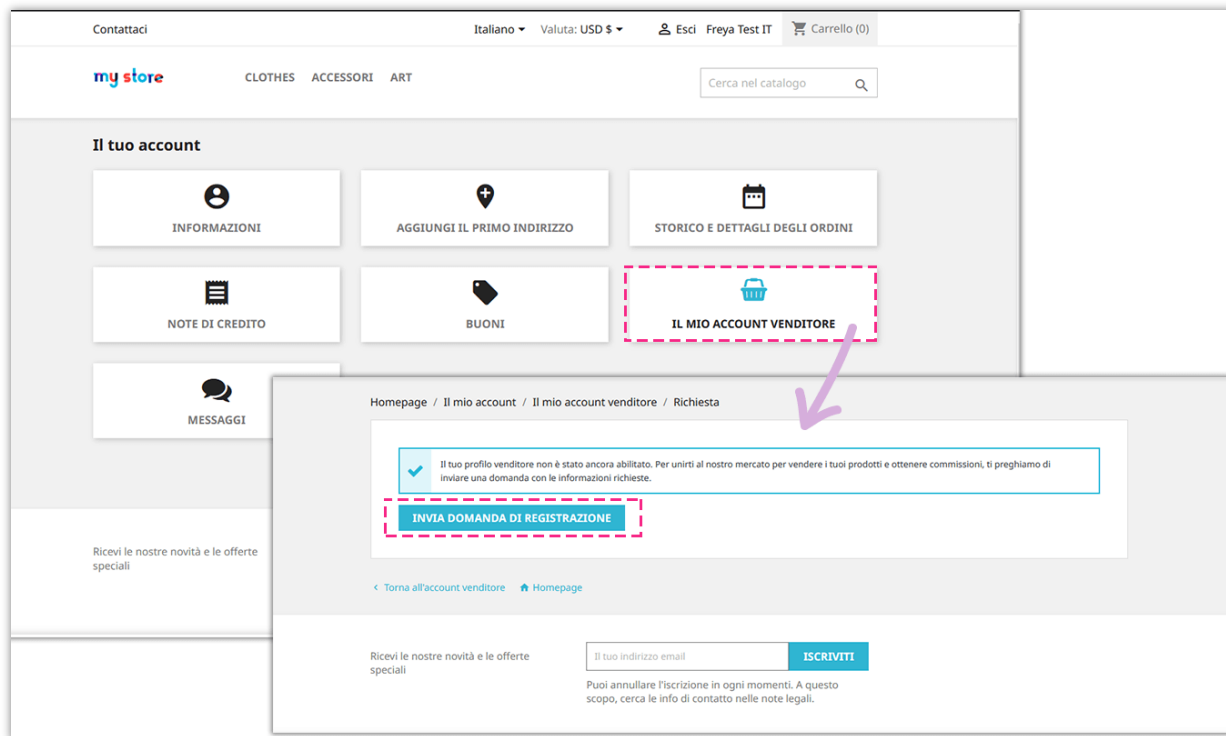 Contattaci
Italiano
Valuta: USD $
Esci
Freya Test IT
Carrello (0)
my store
CLOTHES
ACCESSORI
ART
Cerca nel catalogo
Il tuo account
INFORMAZIONI
AGGIUNGI IL PRIMO INDIRIZZO
STORICO E DETTAGLI DEGLI ORDINI
NOTE DI CREDITO
BUONI
IL MIO ACCOUNT VENDITORE
MESSAGGI
Ricevi le nostre novità e le offerte
speciali
Homepage / Il mio account / Il mio account venditore / Richiesta
Il tuo profilo venditore non è stato ancora abilitato. Per unirti al nostro mercato per vendere i tuoi prodotti e ottenere commissioni, ti preghiamo di
inviare una domanda con le informazioni richieste.
INVIA DOMANDA DI REGISTRAZIONE
Torna all'account venditore
Homepage
Ricevi le nostre novità e le offerte
speciali
Il tuo indirizzo email
ISCRIVITI
Puoi annullare l'iscrizione in ogni momenti. A questo
scopo, cerca le info di contatto nelle note legali.